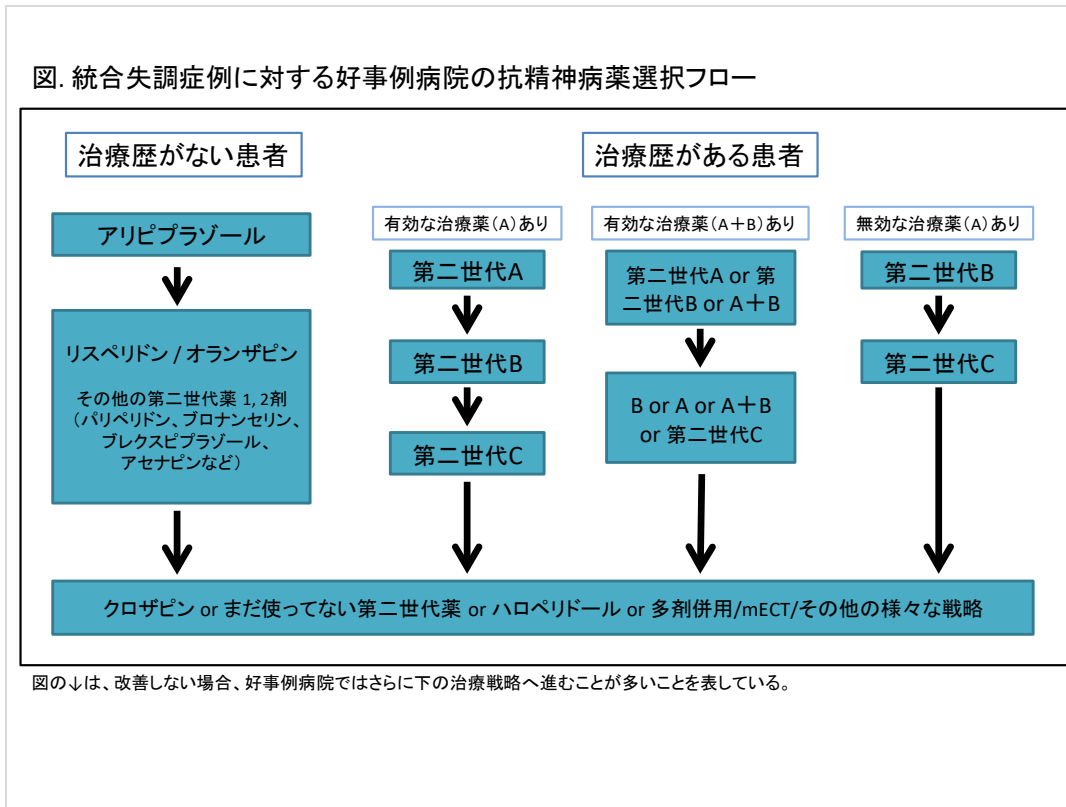 図. 統合失調症例に対する好事例病院の抗精神病薬選択フロー
治療歴がない患者
治療歴がある患者
アリピプラゾール
リスペリドン / オランザピン
その他の第二世代薬 1, 2剤
（パリペリドン、ブロナンセリン、
ブレクスピプラゾール、
アセナピンなど）
有効な治療薬（A）あり
第二世代A
第二世代B
第二世代C
有効な治療薬（A＋B）あり
第二世代A or 第
二世代B or A＋B
B or A or A＋B
or 第二世代C
無効な治療薬（A）あり
第二世代B
第二世代C
クロザピン or まだ使ってない第二世代薬 or ハロペリドール or 多剤併用/mECT/その他の様々な戦略
図の↓は、改善しない場合、好事例病院ではさらに下の治療戦略へ進むことが多いことを表している。